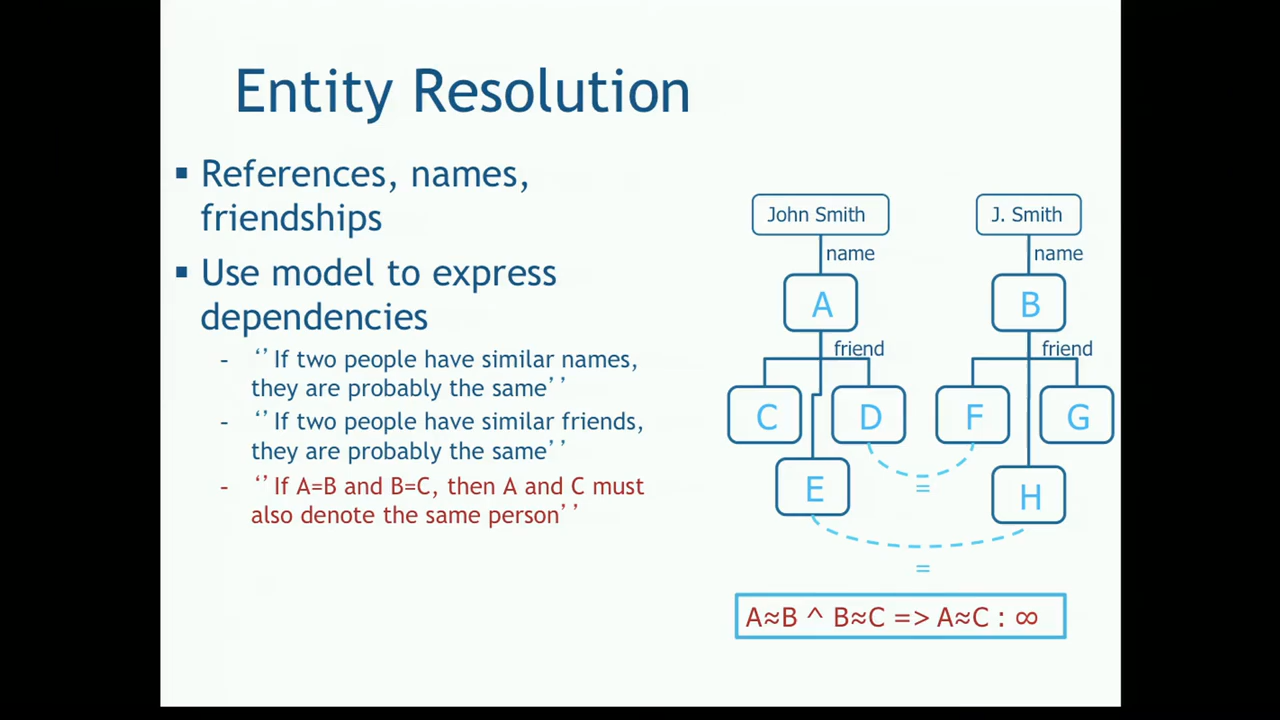 Entity Resolution
▪ References, names,
friendships
▪ Use model to express
dependencies
- ‘’If two people have similar names,
they are probably the same’’
- ‘’If two people have similar friends,
they are probably the same’’
- ‘’If A=B and B=C, then A and C must
also denote the same person’’
John Smith
J. Smith
name
name
A
B
friend
friend
C
D
F
G
E
H
=
=
A≈B ^ B≈C => A≈C : ∞